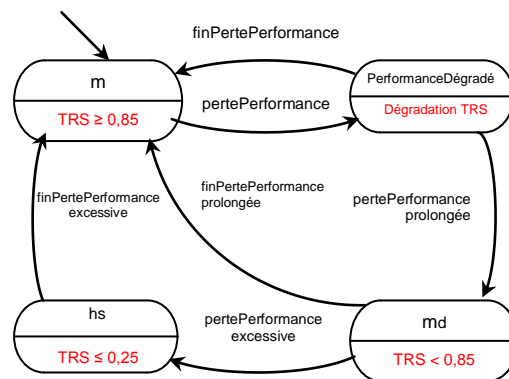 finPertePerformance
m
TRS ≥ 0,85
pertePerformance
PerformanceDégradé
Dégradation TRS
finPertePerformance
excessive
finPertePerformance
prolongée
pertePerformance
prolongée
hs
TRS ≤ 0,25
pertePerformance
excessive
md
TRS < 0,85